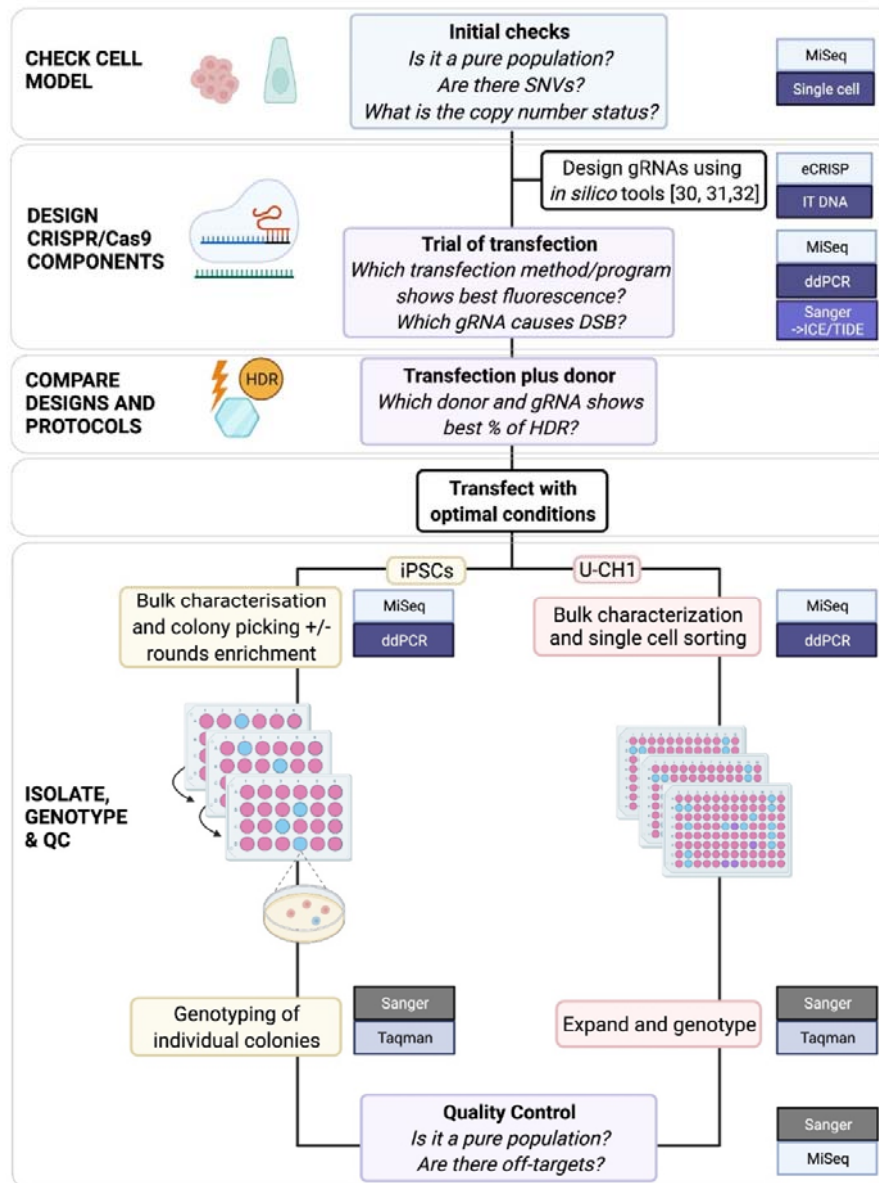 CHECK CELL
MODEL
Initial checks
Is it a pure population?
Are there SNVs?
What is the copy number status?
MiSeq
Single cell
DESIGN
CRISPR/Cas9
COMPONENTS
Design gRNAs using
in silico tools [30, 31,32]
eCRISP
IT DNA
Trial of transfection
Which transfection method/program
shows best fluorescence?
Which gRNA causes DSB?
MiSeq
ddPCR
Sanger
->ICE/TIDE
COMPARE
DESIGNS AND
PROTOCOLS
HDR
Transfection plus donor
Which donor and gRNA shows
best % of HDR?
Transfect with
optimal conditions
ISOLATE,
GENOTYPE
& QC
iPSCs
U-CH1
Bulk characterisation
and colony picking +/-
rounds enrichment
MiSeq
ddPCR
Bulk characterization
and single cell sorting
MiSeq
ddPCR
Genotyping of
individual colonies
Sanger
Taqman
Expand and genotype
Sanger
Taqman
Quality Control
Is it a pure population?
Are there off-targets?
Sanger
MiSeq